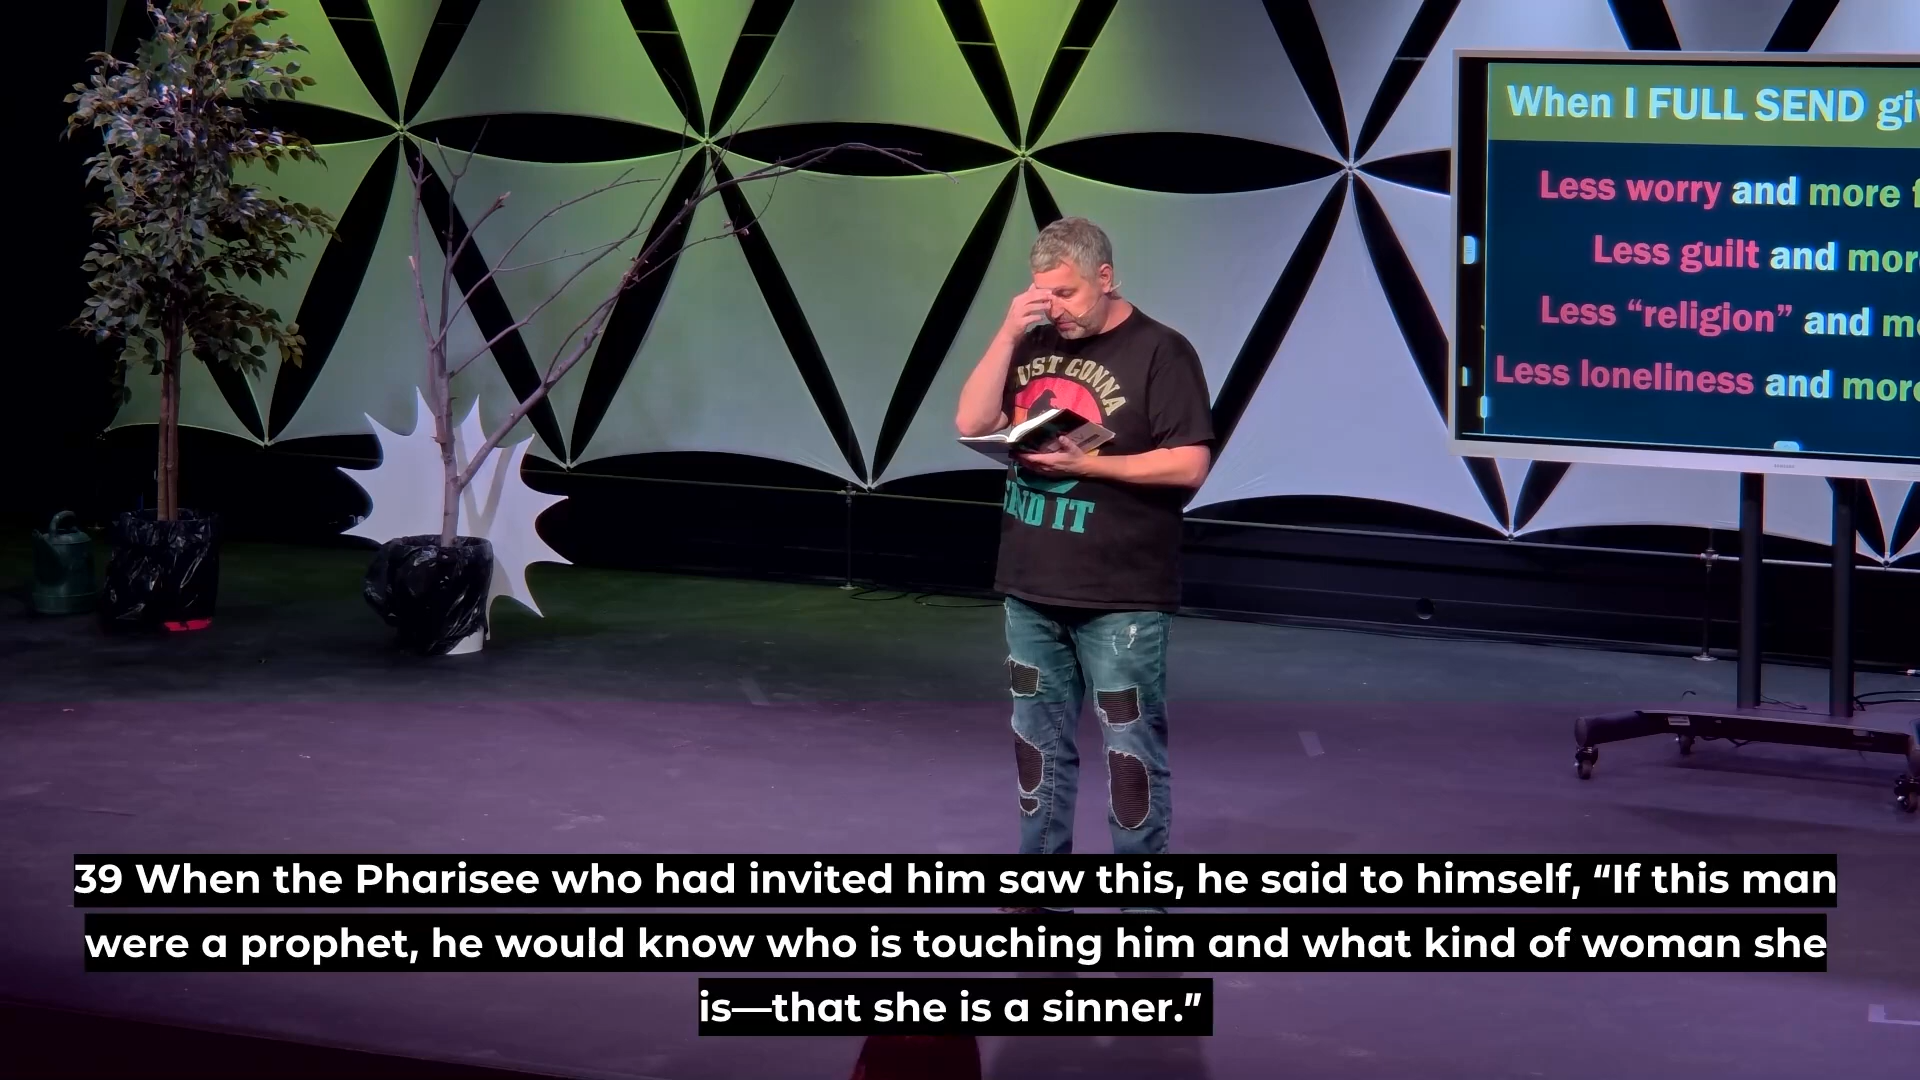 When I FULL SEND
Less worry and more
Less guilt and more
Less “religion” and
Less loneliness and more
UST GONNA
END IT
39 When the Pharisee who had invited him saw this, he said to himself, “If this man
were a prophet, he would know who is touching him and what kind of woman she
is—that she is a sinner.”